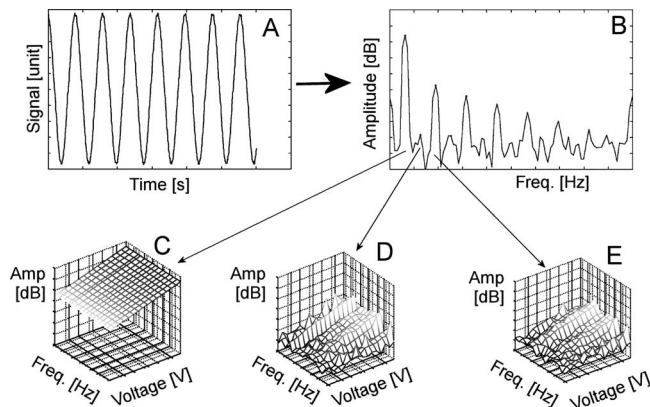 A
Signal [unit]
Time [s]
B
Amplitude [dB]
Freq. [Hz]
C
Amp
[dB]
Freq. [Hz]
Voltage [V]
D
Amp
[dB]
Freq. [Hz]
Voltage [V]
E
Amp
[dB]
Freq. [Hz]
Voltage [V]